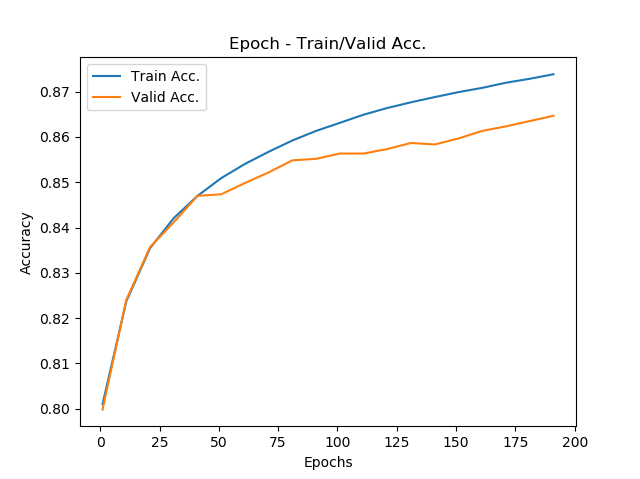 Epoch - Train/Valid Acc.
Train Acc.
Valid Acc.
0.87
0.86
0.85
0.84
0.83
0.82
0.81
0.80
Accuracy
0 25 50 75 100 125 150 175 200
Epochs